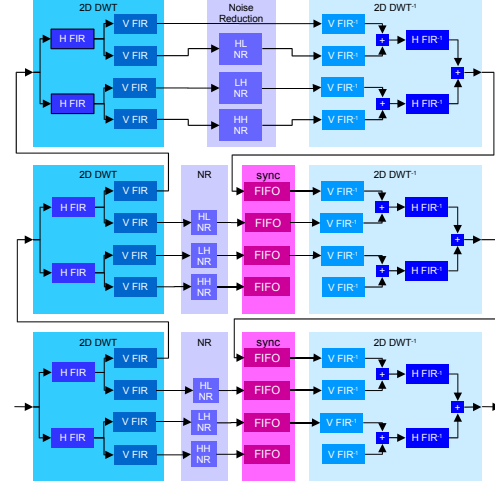 2D DWT
Noise
Reduction
2D DWT-1
V FIR
V FIR-1
H FIR
+
H FIR-1
V FIR
HL
NR
V FIR-1
+
V FIR
LH
NR
V FIR-1
H FIR
+
H FIR-1
V FIR
HH
NR
V FIR-1
2D DWT
NR
sync
2D DWT-1
V FIR
FIFO
V FIR-1
H FIR
+
H FIR-1
V FIR
HL
NR
FIFO
V FIR-1
+
V FIR
LH
NR
FIFO
V FIR-1
H FIR
+
H FIR-1
V FIR
HH
NR
FIFO
V FIR-1
2D DWT
NR
sync
2D DWT-1
V FIR
FIFO
V FIR-1
H FIR
+
H FIR-1
V FIR
HL
NR
FIFO
V FIR-1
+
V FIR
LH
NR
FIFO
V FIR-1
H FIR
+
H FIR-1
V FIR
HH
NR
FIFO
V FIR-1